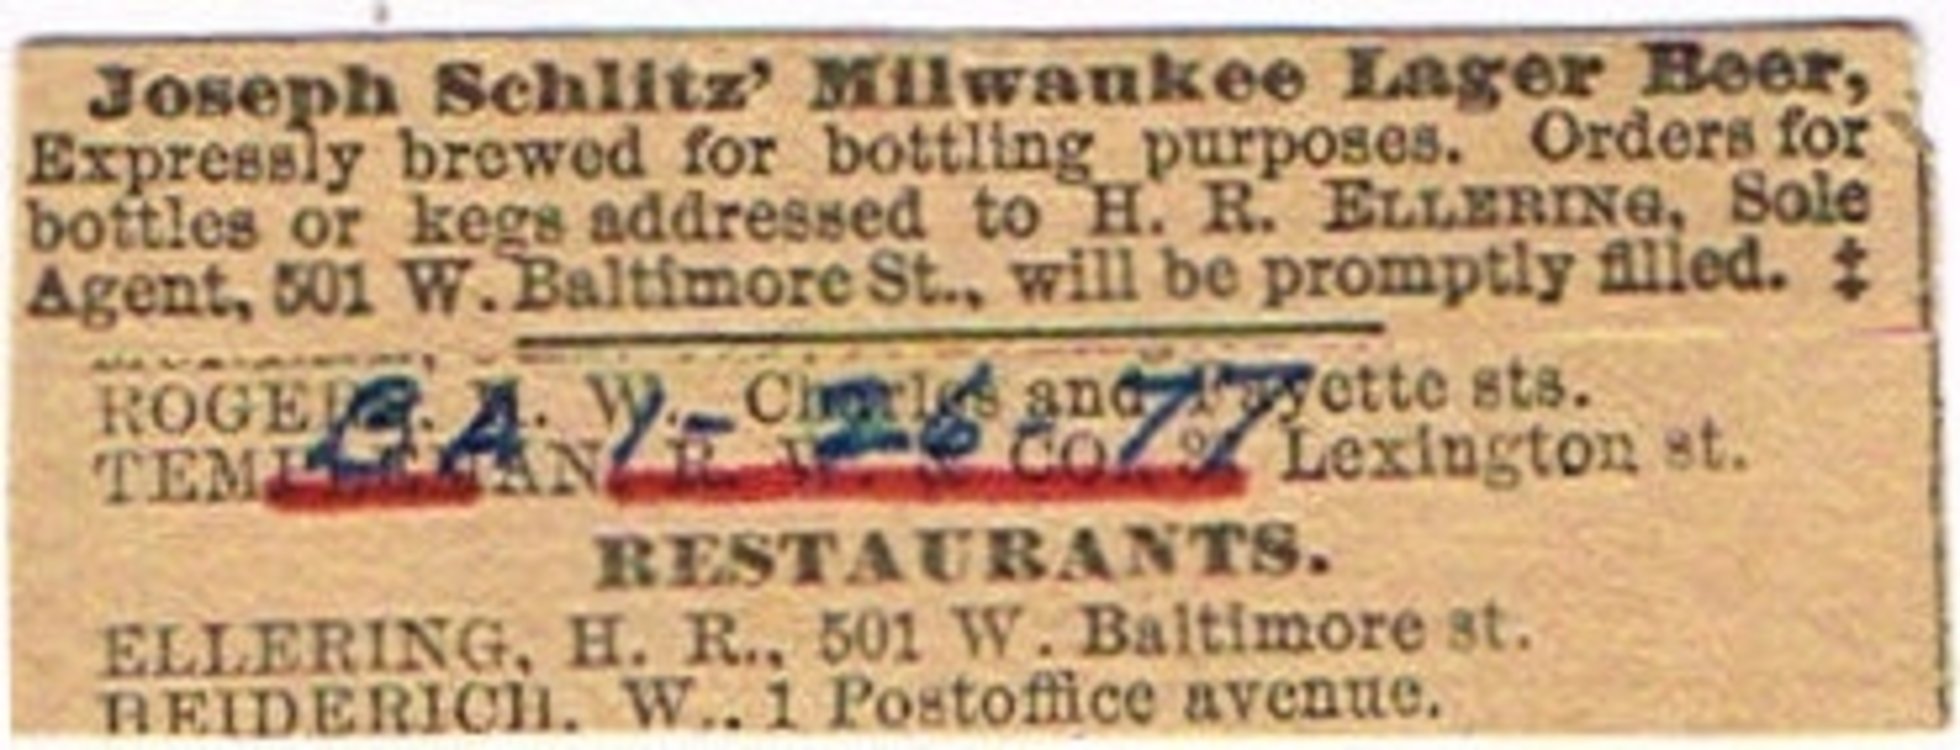 Joseph Schlitz' Milwaukee Lager Beer,
Expressly brewed for bottling purposes. Orders for
bottles or kegs addressed to H. R. ELLERING, Sole
Agent, 501 W. Baltimore St., will be promptly filled. ‡
W. Charles and Fayette sts.
BA 1-26-77
R. W. & CO. Lexington st.
RESTAURANTS.
ELLERING, H. R., 501 W. Baltimore st.
W., 1 Postoffice avenue.